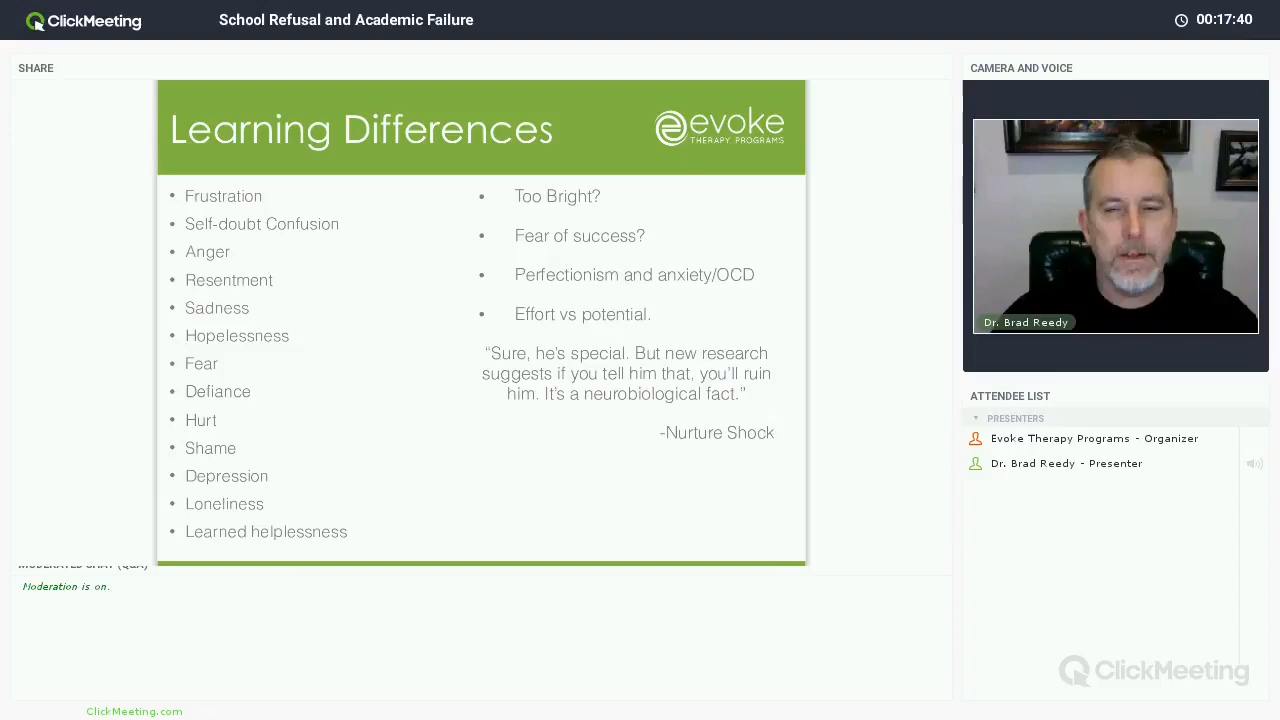 ClickMeeting
School Refusal and Academic Failure
00:17:40
SHARE
Learning Differences
evoke
THERAPY PROGRAMS
• Frustration
• Self-doubt Confusion
• Anger
• Resentment
• Sadness
• Hopelessness
• Fear
• Defiance
• Hurt
• Shame
• Depression
• Loneliness
• Learned helplessness
• Too Bright?
• Fear of success?
• Perfectionism and anxiety/OCD
• Effort vs potential.
“Sure, he’s special. But new research
suggests if you tell him that, you’ll ruin
him. It’s a neurobiological fact.”
-Nurture Shock
MODERATED CHAT (Q&A)
Moderation is on.
CAMERA AND VOICE
Dr. Brad Reedy
ATTENDEE LIST
PRESENTERS
Evoke Therapy Programs - Organizer
Dr. Brad Reedy - Presenter
ClickMeeting
ClickMeeting.com